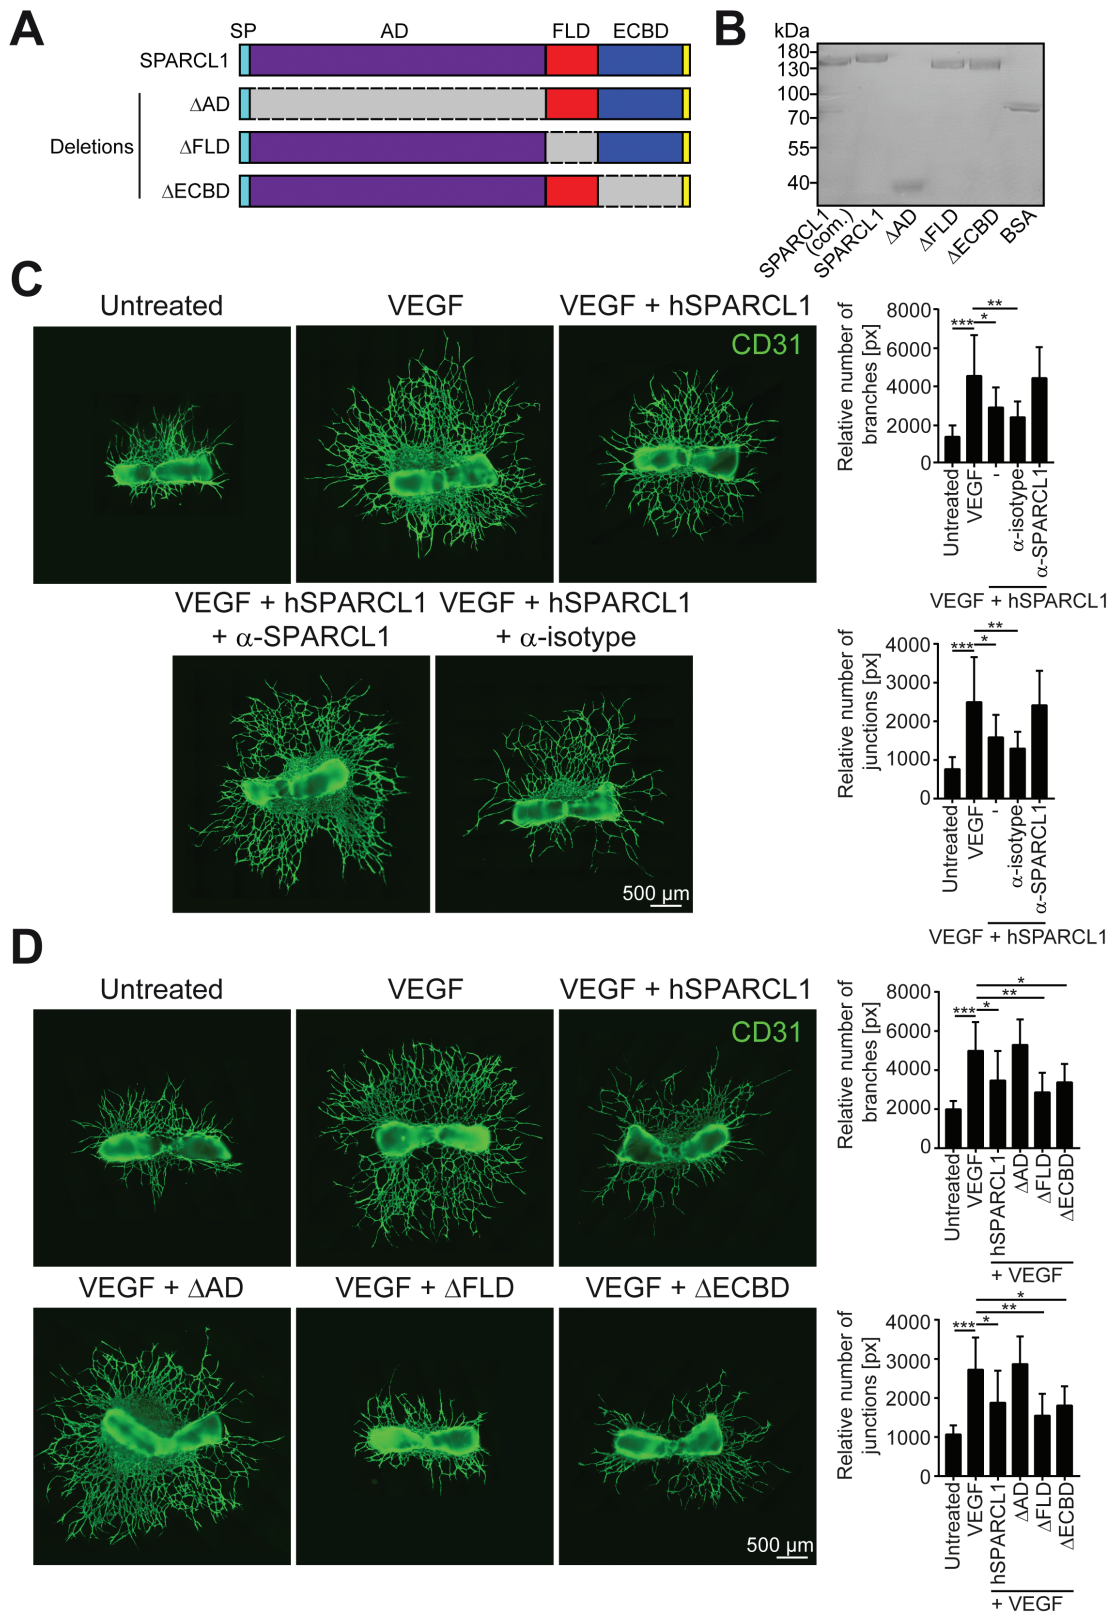 A
SP AD FLD ECBD
SPARCL1
Deletions
ΔAD
ΔFLD
ΔECBD
B
kDa
180
130
100
70
55
40
SPARCL1 (com.)
SPARCL1
ΔAD
ΔFLD
ΔECBD
BSA
C
Untreated
VEGF
VEGF + hSPARCL1
CD31
VEGF + hSPARCL1
+ α-SPARCL1
VEGF + hSPARCL1
+ α-isotype
500 µm
Relative number of
branches [px]
8000
6000
4000
2000
0
***
*
**
Untreated
VEGF
-
α-isotype
α-SPARCL1
VEGF + hSPARCL1
Relative number of
junctions [px]
4000
3000
2000
1000
0
***
*
**
Untreated
VEGF
-
α-isotype
α-SPARCL1
VEGF + hSPARCL1
D
Untreated
VEGF
VEGF + hSPARCL1
CD31
VEGF + ΔAD
VEGF + ΔFLD
VEGF + ΔECBD
500 µm
Relative number of
branches [px]
8000
6000
4000
2000
0
***
*
**
*
Untreated
VEGF
hSPARCL1
ΔAD
ΔFLD
ΔECBD
+ VEGF
Relative number of
junctions [px]
4000
3000
2000
1000
0
***
*
**
*
Untreated
VEGF
hSPARCL1
ΔAD
ΔFLD
ΔECBD
+ VEGF